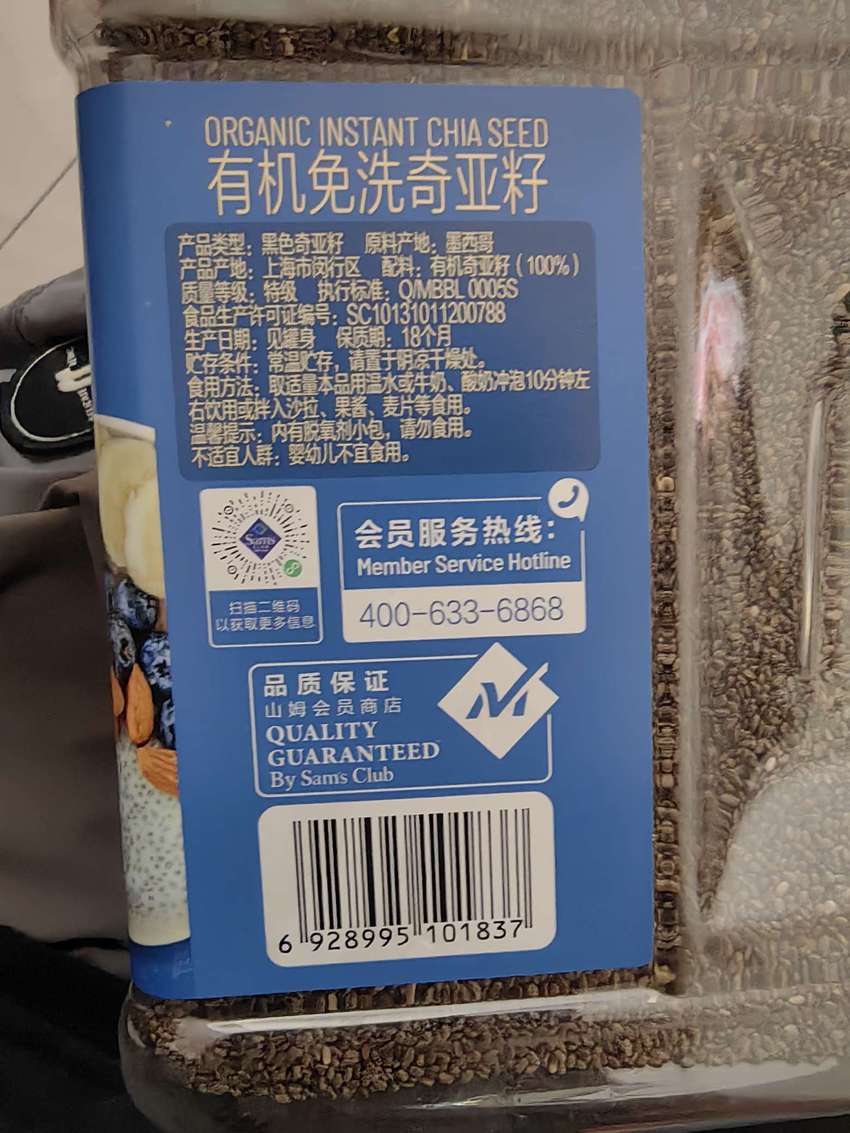 ORGANIC INSTANT CHIA SEED
有机免洗奇亚籽
产品类型：黑色奇亚籽 原料产地：墨西哥
产品产地：上海市闵行区 配料：有机奇亚籽（100%）
质量等级：特级 执行标准：Q/MBBL 0005S
食品生产许可证编号：SC10131011200788
生产日期：见罐身 保质期：18个月
贮存条件：常温贮存，请置于阴凉干燥处。
食用方法：取适量本品用温水或牛奶、酸奶冲泡10分钟左
右饮用或拌入沙拉、果酱、麦片等食用。
温馨提示：内有脱氧剂小包，请勿食用。
不适宜人群：婴幼儿不宜食用。
Sam's
扫描二维码
以获取更多信息
会员服务热线：
Member Service Hotline
400-633-6868
品质保证
山姆会员商店
QUALITY
GUARANTEED
By Sam's Club
M
6 928995 101837